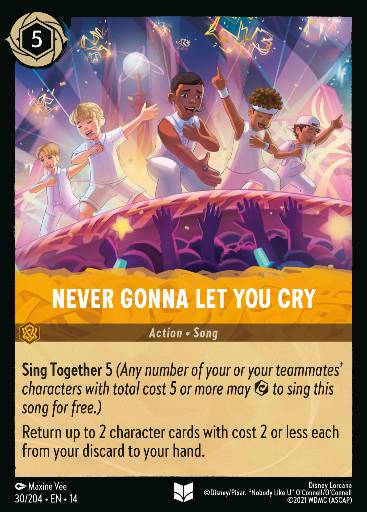 5
NEVER GONNA LET YOU CRY
Action • Song
Sing Together 5 (Any number of your or your teammates'
characters with total cost 5 or more may to sing this
song for free.)
Return up to 2 character cards with cost 2 or less each
from your discard to your hand.
Maxine Vee
30/204 • EN • 14
Disney Lorcana
©Disney/Pixar. "Nobody Like U" O'Connell/O'Connell
©2021 WDMC (ASCAP)